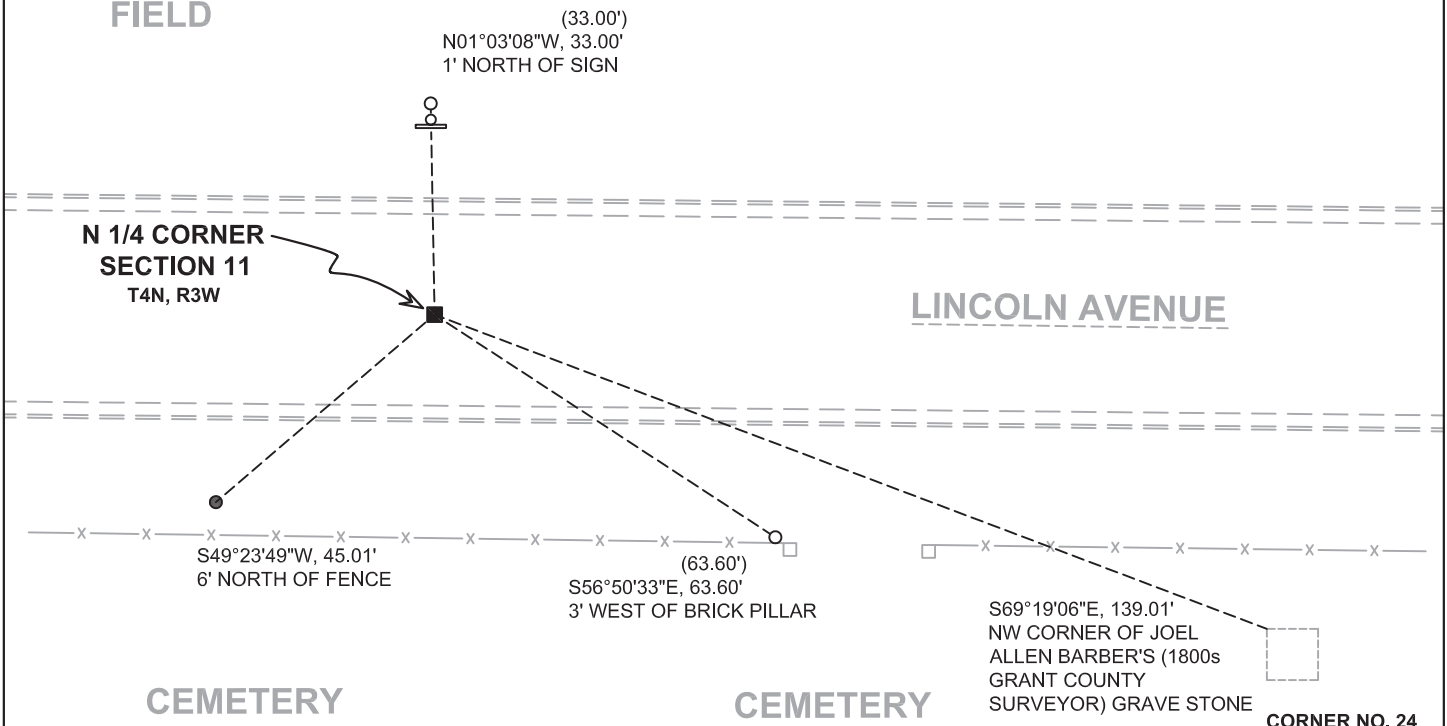 FIELD
(33.00')
N01°03'08"W, 33.00'
1' NORTH OF SIGN
N 1/4 CORNER
SECTION 11
T4N, R3W
LINCOLN AVENUE
S49°23'49"W, 45.01'
6' NORTH OF FENCE
(63.60')
S56°50'33"E, 63.60'
3' WEST OF BRICK PILLAR
S69°19'06"E, 139.01'
NW CORNER OF JOEL
ALLEN BARBER'S (1800s
GRANT COUNTY
SURVEYOR) GRAVE STONE
CEMETERY
CEMETERY
CORNER NO. 24